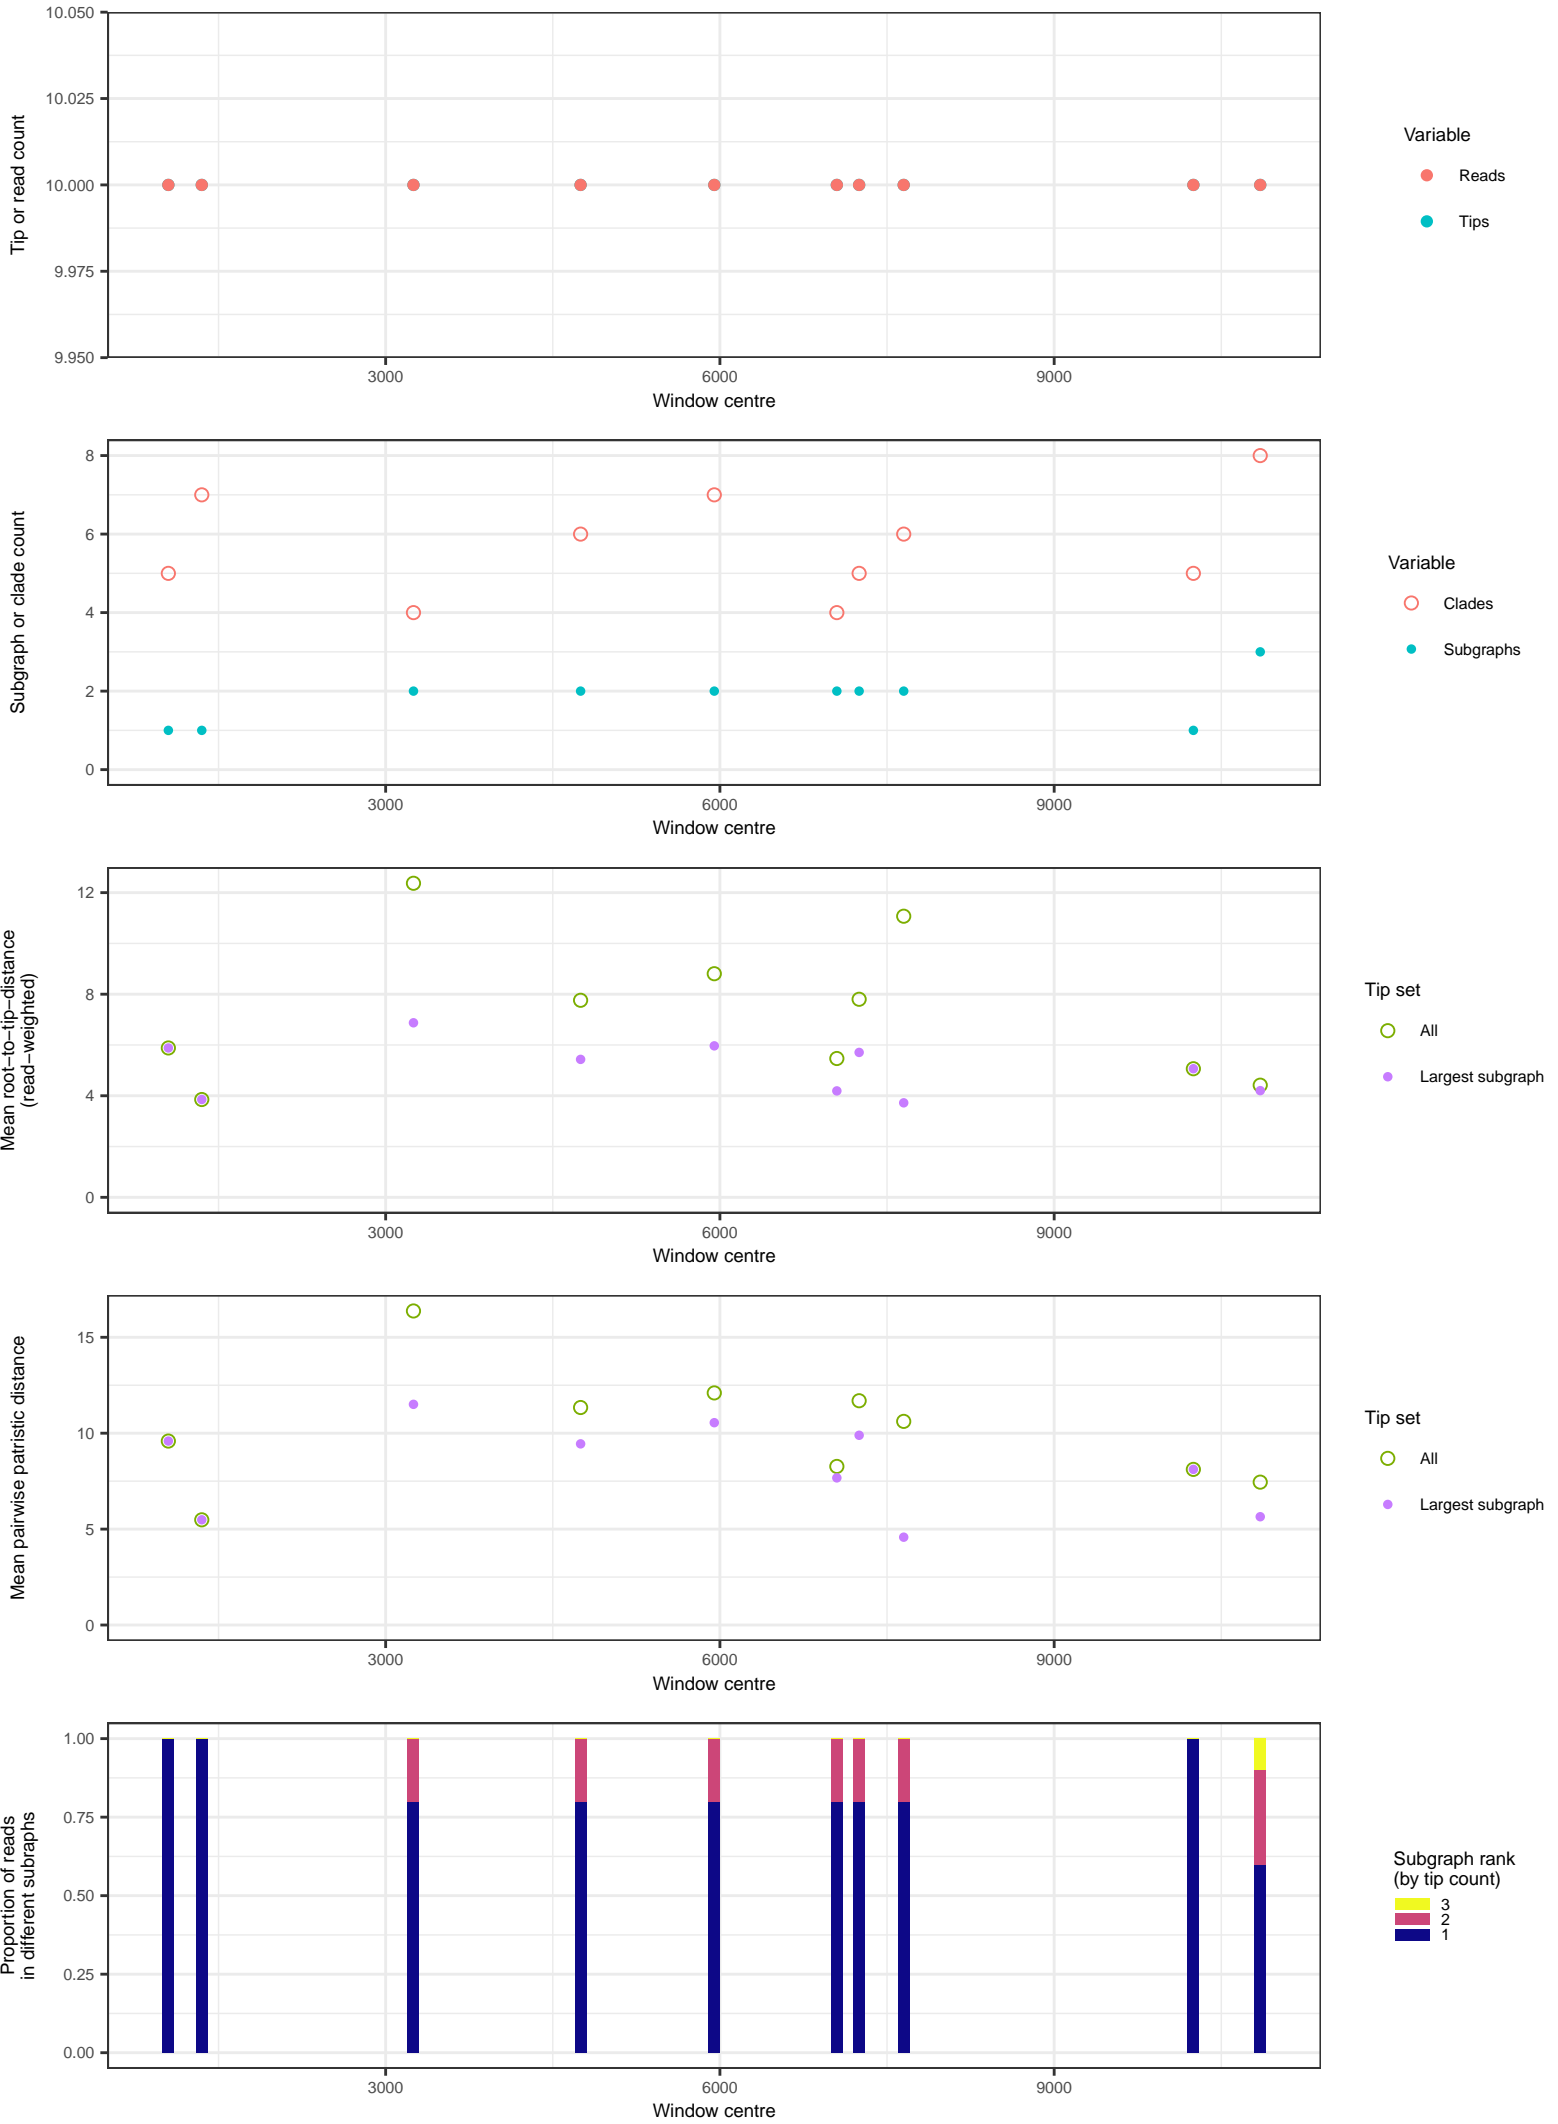 10.050
10.025
10.000
9.975
9.950
Tip or read count
3000
6000
9000
Window centre
Variable
Reads
Tips
8
6
4
2
0
Subgraph or clade count
3000
6000
9000
Window centre
Variable
Clades
Subgraphs
12
8
4
0
Mean root−to−tip−distance
(read−weighted)
3000
6000
9000
Window centre
Tip set
All
Largest subgraph
15
10
5
0
Mean pairwise patristic distance
3000
6000
9000
Window centre
Tip set
All
Largest subgraph
1.00
0.75
0.50
0.25
0.00
Proportion of reads
in different subraphs
3000
6000
9000
Window centre
Subgraph rank
(by tip count)
3
2
1